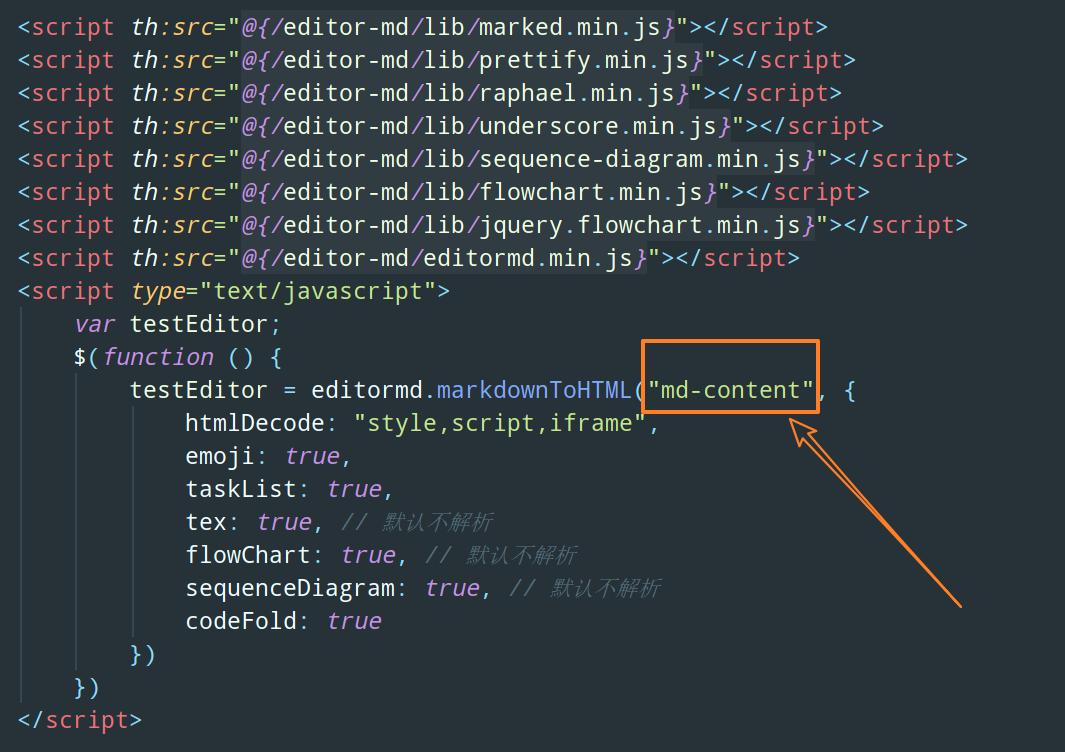 <script th:src="@{/editor-md/lib/marked.min.js}"></script>
<script th:src="@{/editor-md/lib/prettify.min.js}"></script>
<script th:src="@{/editor-md/lib/raphael.min.js}"></script>
<script th:src="@{/editor-md/lib/underscore.min.js}"></script>
<script th:src="@{/editor-md/lib/sequence-diagram.min.js}"></script>
<script th:src="@{/editor-md/lib/flowchart.min.js}"></script>
<script th:src="@{/editor-md/lib/jquery.flowchart.min.js}"></script>
<script th:src="@{/editor-md/editormd.min.js}"></script>
<script type="text/javascript">
    var testEditor;
    $(function () {
        testEditor = editormd.markdownToHTML("md-content", {
            htmlDecode: "style,script,iframe",
            emoji: true,
            taskList: true,
            tex: true, // 默认不解析
            flowChart: true, // 默认不解析
            sequenceDiagram: true, // 默认不解析
            codeFold: true
        })
    })
</script>